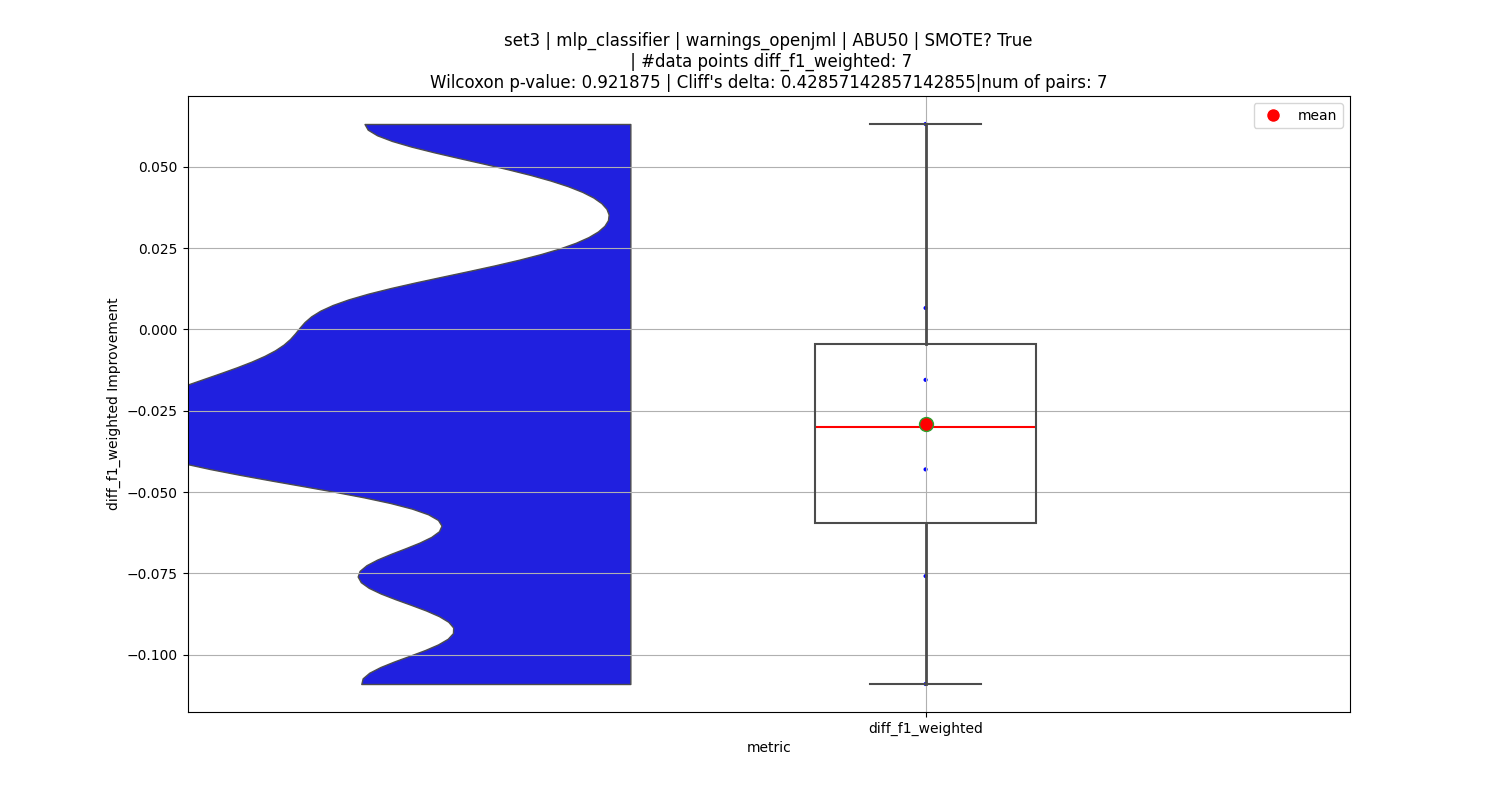 set3 | mlp_classifier | warnings_openjml | ABU50 | SMOTE? True
| #data points diff_f1_weighted: 7
Wilcoxon p-value: 0.921875 | Cliff's delta: 0.42857142857142855|num of pairs: 7
mean
0.050
0.025
0.000
−0.025
−0.050
−0.075
−0.100
diff_f1_weighted Improvement
diff_f1_weighted
metric